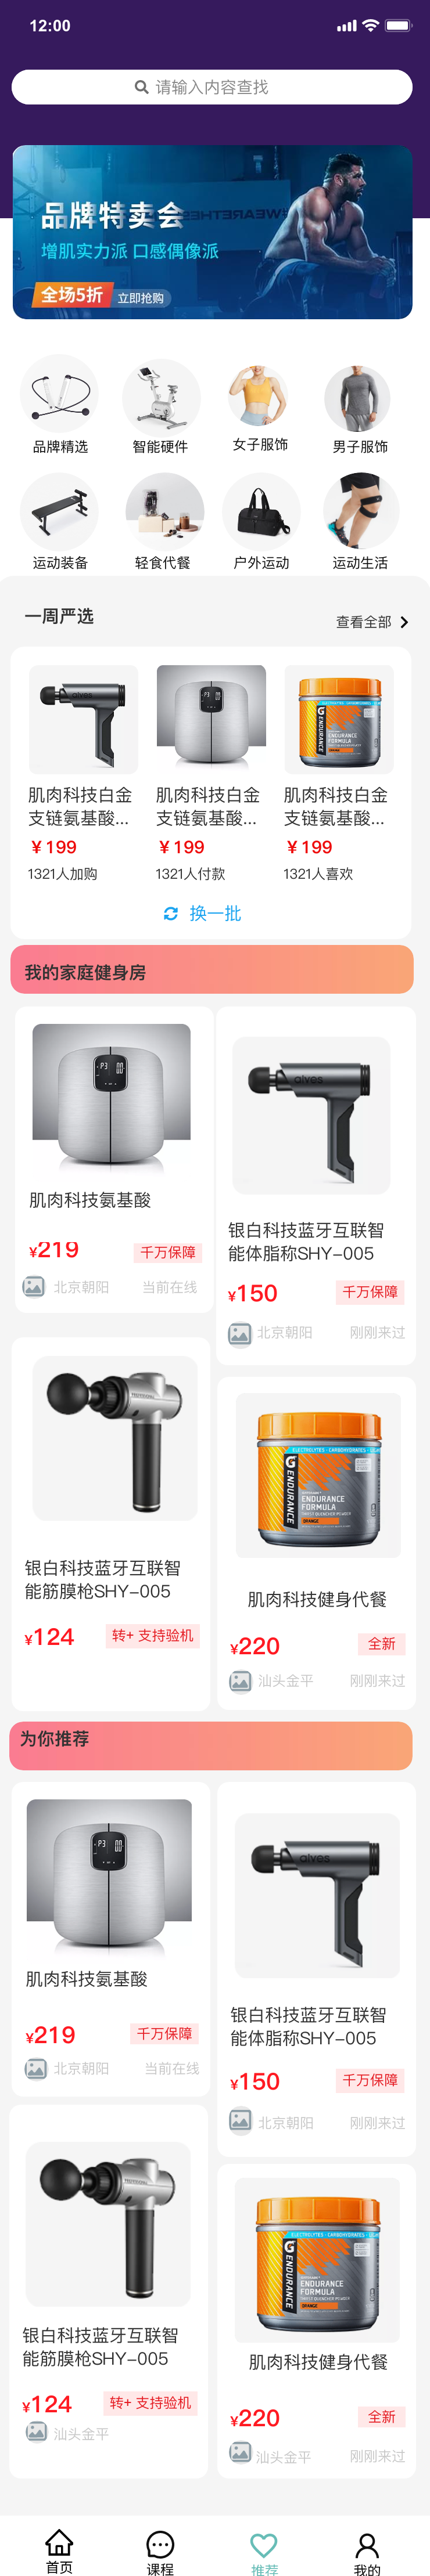 12:00
请输入内容查找
品牌特卖会
增肌实力派 口感偶像派
全场5折 立即抢购
品牌精选
智能硬件
女子服饰
男子服饰
运动装备
轻食代餐
户外运动
运动生活
一周严选
查看全部
肌肉科技白金
支链氨基酸...
¥199
1321人加购
肌肉科技白金
支链氨基酸...
¥199
1321人付款
ENDURANCE
FORMULA
肌肉科技白金
支链氨基酸...
¥199
1321人喜欢
换一批
我的家庭健身房
肌肉科技氨基酸
¥219
千万保障
北京朝阳
当前在线
alves
银白科技蓝牙互联智
能体脂称SHY-005
¥150
千万保障
北京朝阳
刚刚来过
银白科技蓝牙互联智
能筋膜枪SHY-005
¥124
转+ 支持验机
ELECTROLYTES · CARBOHYDRATES
G ENDURANCE
ENDURANCE
FORMULA
ORANGE
肌肉科技健身代餐
¥220
全新
汕头金平
刚刚来过
为你推荐
肌肉科技氨基酸
¥219
千万保障
北京朝阳
当前在线
alves
银白科技蓝牙互联智
能体脂称SHY-005
¥150
千万保障
北京朝阳
刚刚来过
银白科技蓝牙互联智
能筋膜枪SHY-005
¥124
转+ 支持验机
汕头金平
ELECTROLYTES · CARBOHYDRATES
G ENDURANCE
ENDURANCE
FORMULA
ORANGE
肌肉科技健身代餐
¥220
全新
汕头金平
刚刚来过
首页
课程
推荐
我的